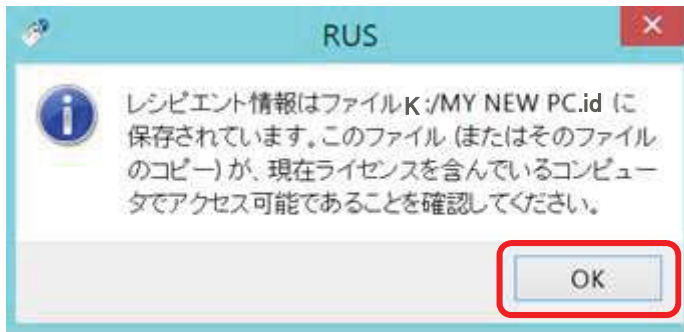 RUS
レシピエント情報はファイルK:/MY NEW PC.id (に
保存されています。このファイル (またはそのファイル
のコピー) が、現在ライセンスを含んでいるコンピュー
タでアクセス可能であることを確認してください。
OK